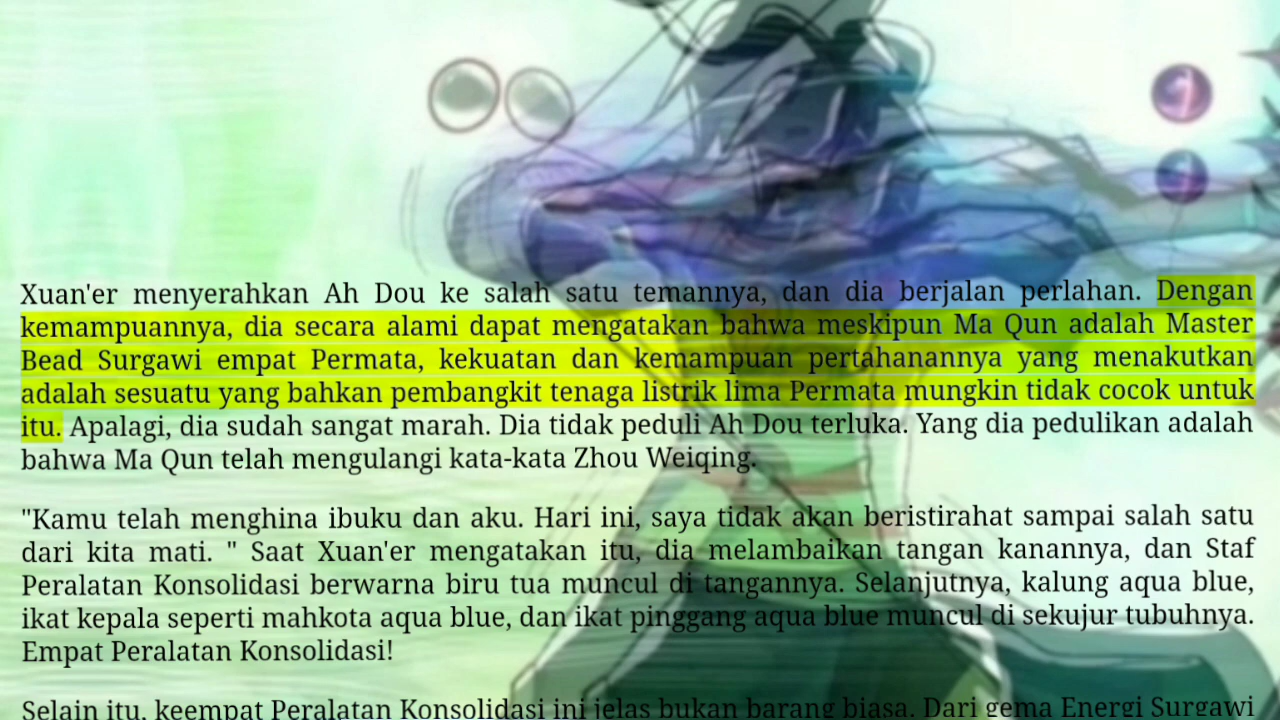 Xuan'er menyerahkan Ah Dou ke salah satu temannya, dan dia berjalan perlahan. Dengan
kemampuannya, dia secara alami dapat mengatakan bahwa meskipun Ma Qun adalah Master
Bead Surgawi empat Permata, kekuatan dan kemampuan pertahanannya yang menakutkan
adalah sesuatu yang bahkan pembangkit tenaga listrik lima Permata mungkin tidak cocok untuk
itu. Apalagi, dia sudah sangat marah. Dia tidak peduli Ah Dou terluka. Yang dia pedulikan adalah
bahwa Ma Qun telah mengulangi kata-kata Zhou Weiqing.
"Kamu telah menghina ibuku dan aku. Hari ini, saya tidak akan beristirahat sampai salah satu
dari kita mati. " Saat Xuan'er mengatakan itu, dia melambaikan tangan kanannya, dan Staf
Peralatan Konsolidasi berwarna biru tua muncul di tangannya. Selanjutnya, kalung aqua blue,
ikat kepala seperti mahkota aqua blue, dan ikat pinggang aqua blue muncul di sekujur tubuhnya.
Empat Peralatan Konsolidasi!
Selain itu, keempat Peralatan Konsolidasi ini jelas bukan barang biasa. Dari gema Energi Surgawi